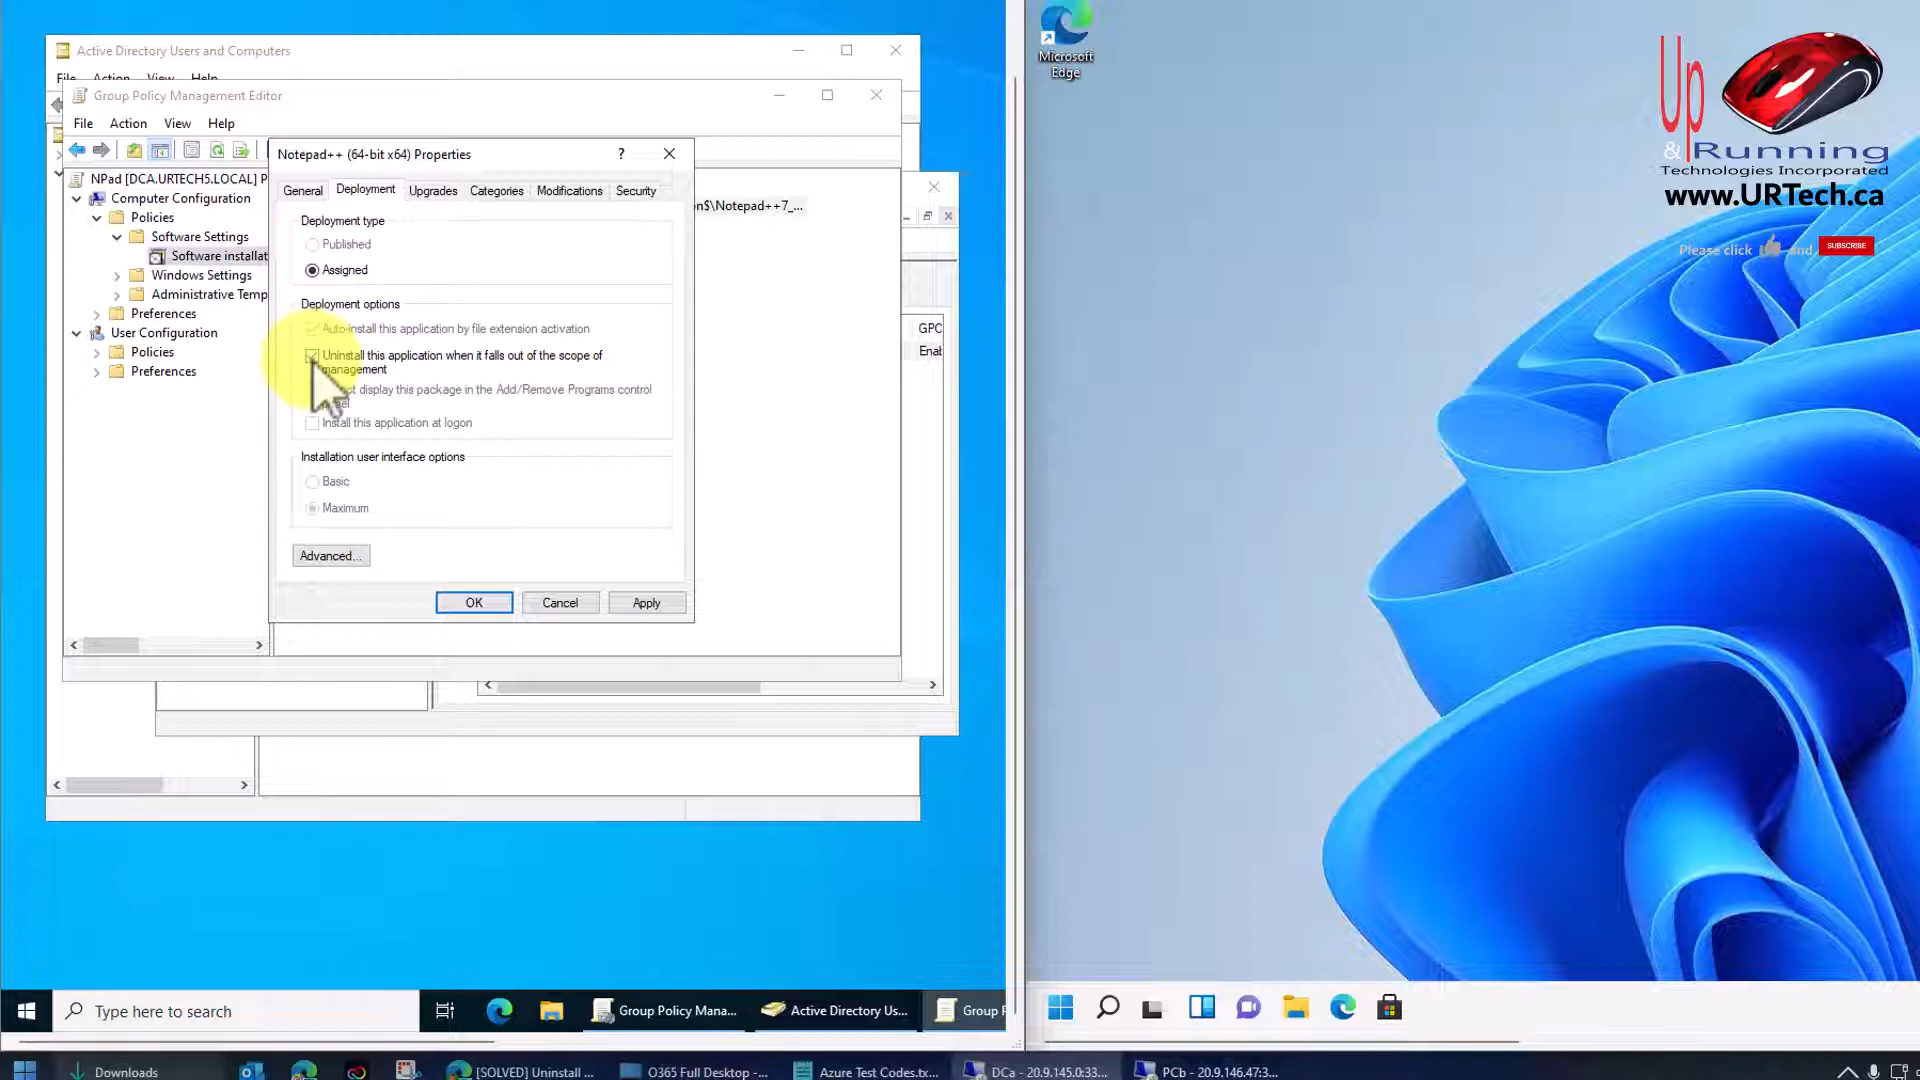 Active Directory Users and Computers
File Action View Help
Group Policy Management Editor
File Action View Help
NPad [DCA.URTECH5.LOCAL] P
Computer Configuration
Policies
Software Settings
Software installat
Windows Settings
Administrative Temp
Preferences
User Configuration
Policies
Preferences
Notepad++ (64-bit x64) Properties
?
General Deployment Upgrades Categories Modifications Security
Deployment type
Published
Assigned
Deployment options
Auto-install this application by file extension activation
Uninstall this application when it falls out of the scope of
management
not display this package in the Add/Remove Programs control
Install this application at logon
Installation user interface options
Basic
Maximum
Advanced...
OK Cancel Apply
n$\Notepad++7_...
GPO
Enab
Type here to search
Group Policy Mana...
Active Directory Us...
Group P
Microsoft
Edge
Up
& Running
Technologies Incorporated
www.URTech.ca
Please click and SUBSCRIBE
Downloads
[SOLVED] Uninstall ...
O365 Full Desktop -...
Azure Test Codes.tx...
DCa - 20.9.145.0:33...
PCb - 20.9.146.47:3...